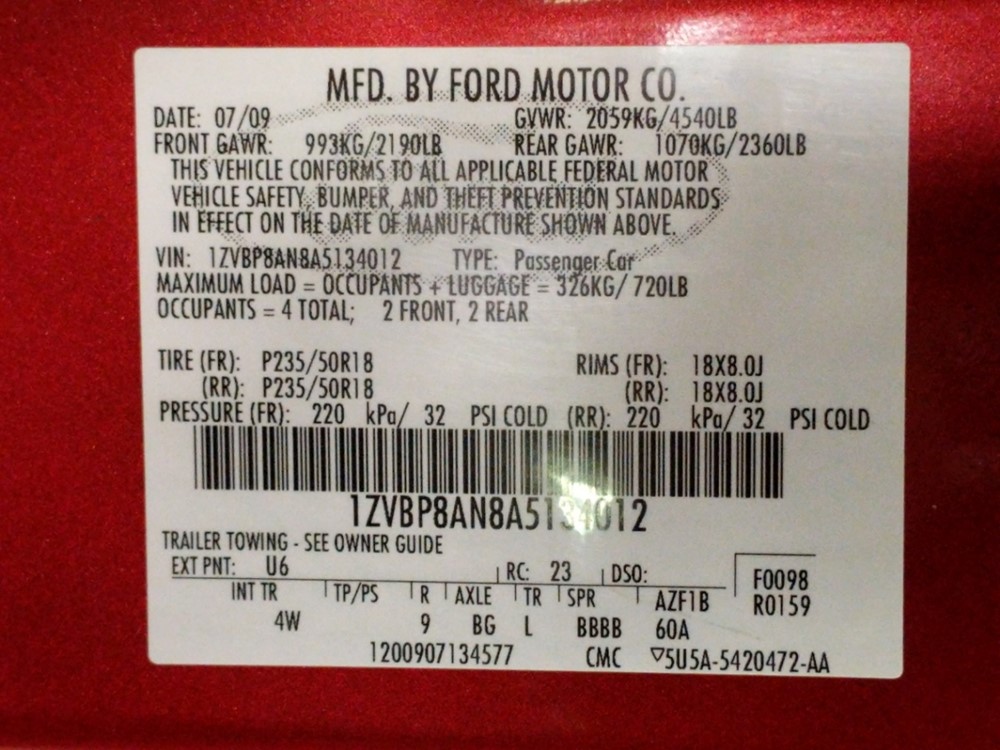 MFD. BY FORD MOTOR CO.
DATE: 07/09 GVWR: 2059KG/4540LB
FRONT GAWR: 993KG/2190LB REAR GAWR: 1070KG/2360LB
THIS VEHICLE CONFORMS TO ALL APPLICABLE FEDERAL MOTOR
VEHICLE SAFETY, BUMPER, AND THEFT PREVENTION STANDARDS
IN EFFECT ON THE DATE OF MANUFACTURE SHOWN ABOVE.
VIN: 1ZVBP8AN8A5134012 TYPE: Passenger Car
MAXIMUM LOAD = OCCUPANTS + LUGGAGE = 326KG/ 720LB
OCCUPANTS = 4 TOTAL; 2 FRONT, 2 REAR
TIRE (FR): P235/50R18 RIMS (FR): 18X8.0J
(RR): P235/50R18 (RR): 18X8.0J
PRESSURE (FR): 220 kPa/ 32 PSI COLD (RR): 220 kPa/ 32 PSI COLD
1ZVBP8AN8A5134012
TRAILER TOWING - SEE OWNER GUIDE
EXT PNT: U6 RC: 23 DSO: F0098
INT TR TP/PS R AXLE TR SPR AZF1B R0159
4W 9 BG L BBBB 60A
1200907134577 CMC ▽5U5A-5420472-AA